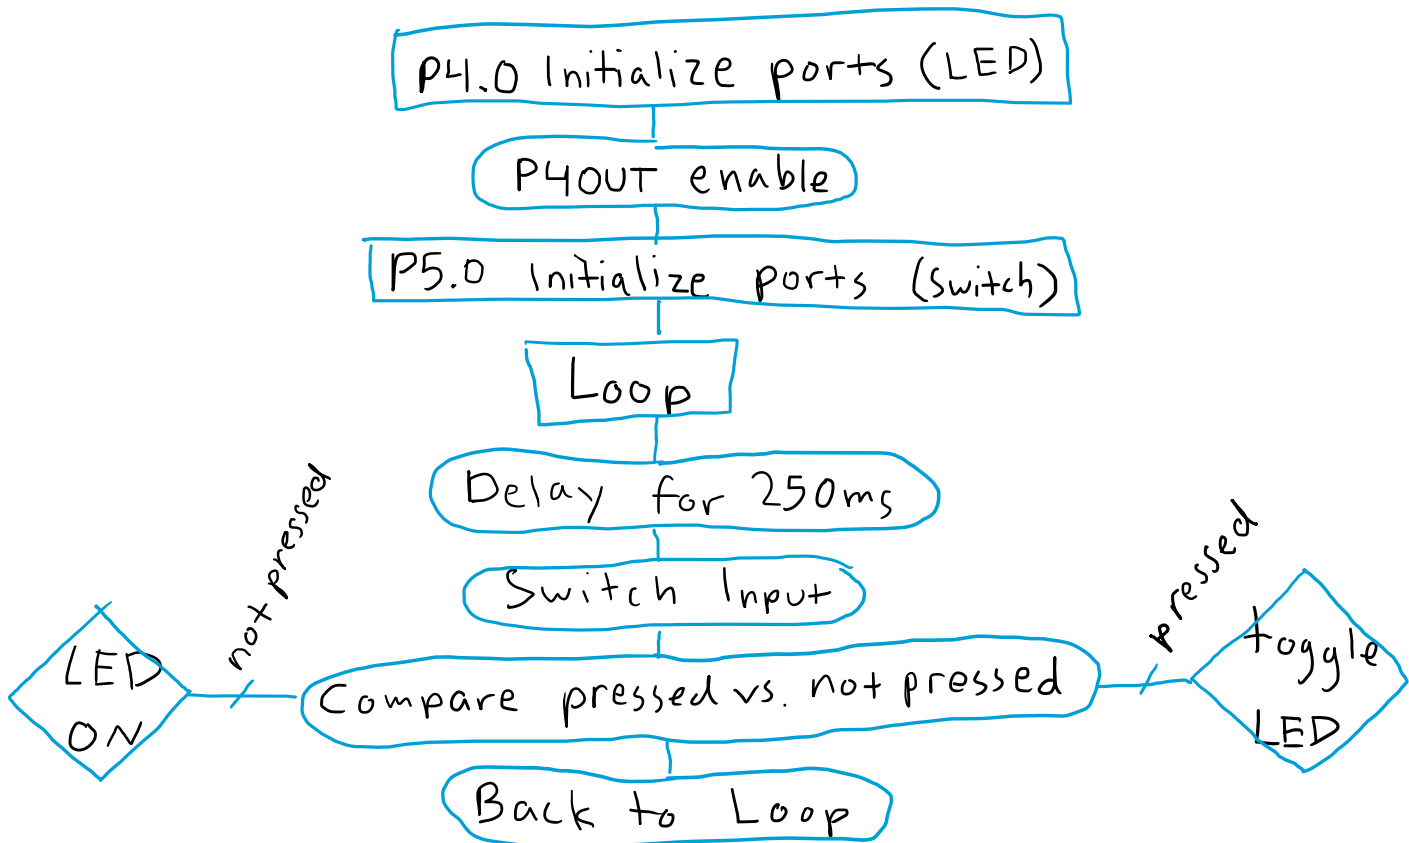 P4.0 Initialize ports (LED)
P4OUT enable
P5.0 Initialize ports (Switch)
Loop
Delay for 250ms
Switch Input
not pressed
pressed
LED
ON
Compare pressed vs. not pressed
toggle
LED
Back to Loop